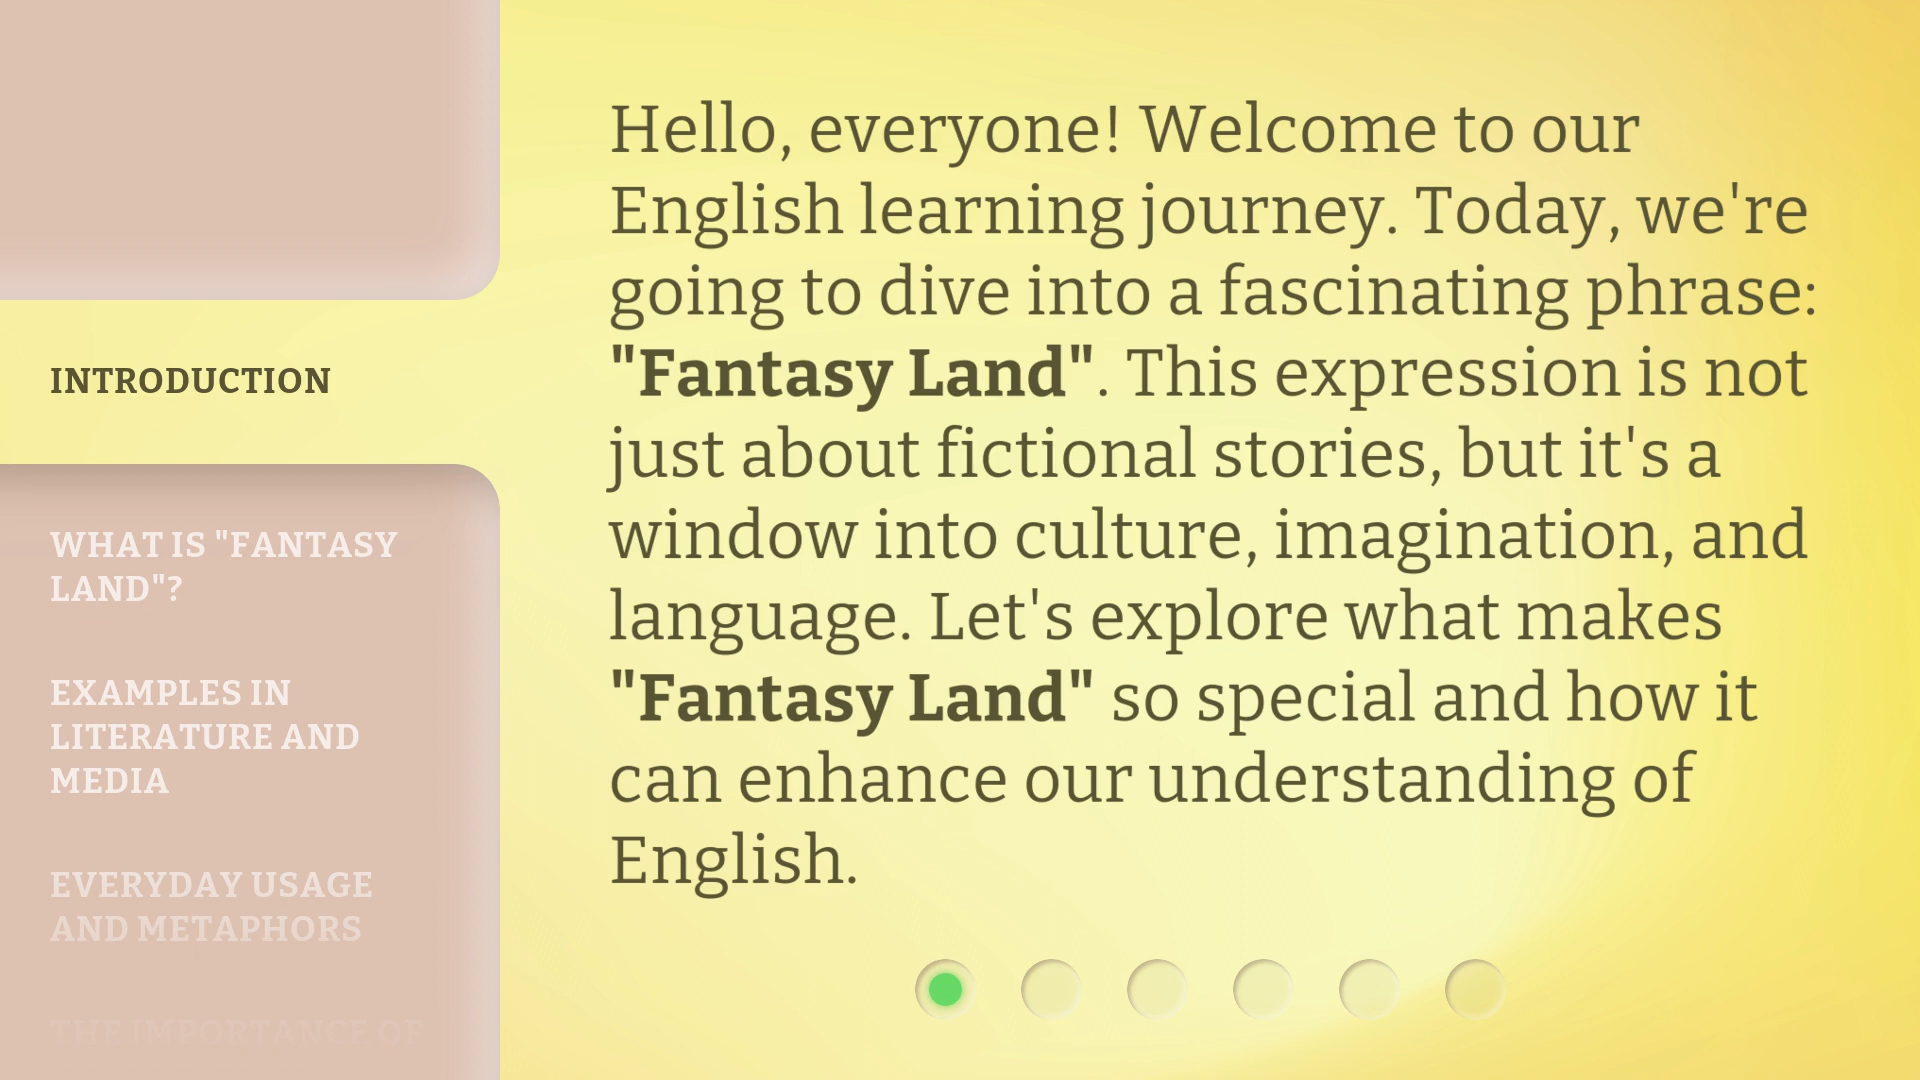 INTRODUCTION
WHAT IS "FANTASY
LAND"?
EXAMPLES IN
LITERATURE AND
MEDIA
EVERYDAY USAGE
AND METAPHORS
THE IMPORTANCE OF
Hello, everyone! Welcome to our
English learning journey. Today, we're
going to dive into a fascinating phrase:
"Fantasy Land". This expression is not
just about fictional stories, but it's a
window into culture, imagination, and
language. Let's explore what makes
"Fantasy Land" so special and how it
can enhance our understanding of
English.